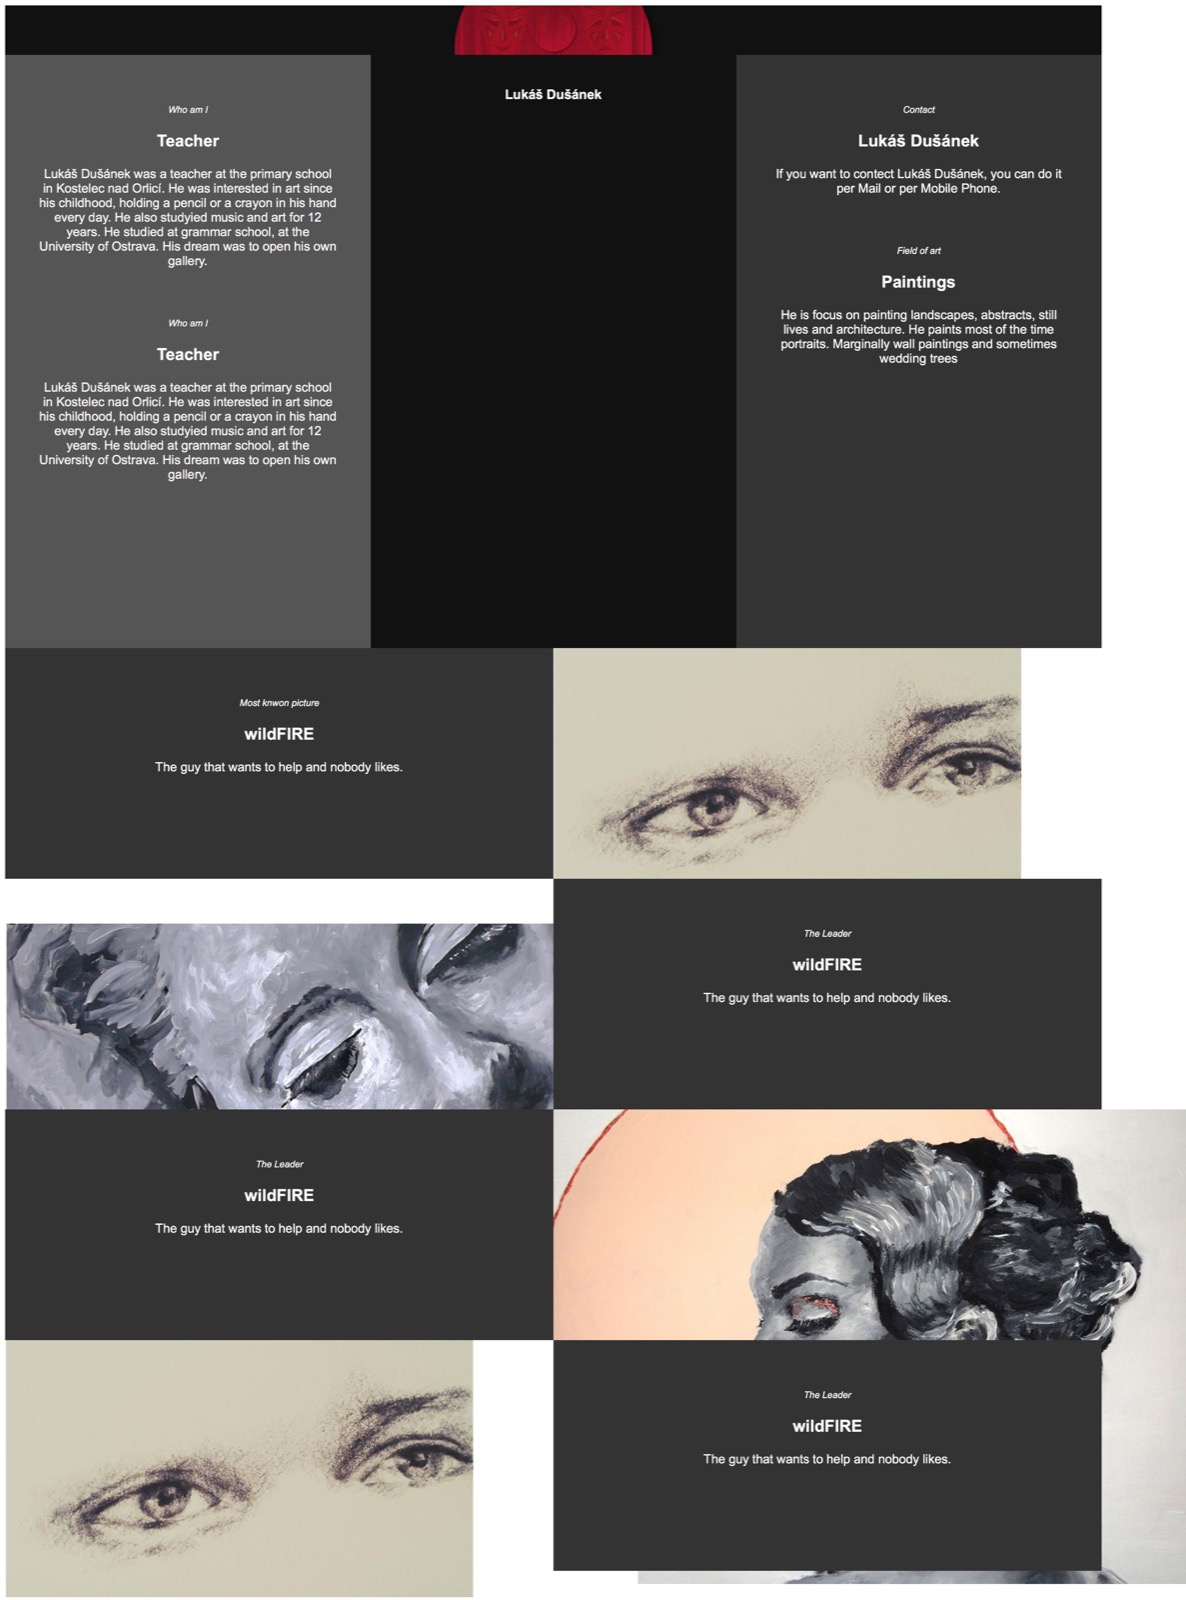 Lukáš Dušánek
Who am I
Teacher
Lukáš Dušánek was a teacher at the primary school
in Kostelec nad Orlicí. He was interested in art since
his childhood, holding a pencil or a crayon in his hand
every day. He also studyied music and art for 12
years. He studied at grammar school, at the
University of Ostrava. His dream was to open his own
gallery.
Who am I
Teacher
Lukáš Dušánek was a teacher at the primary school
in Kostelec nad Orlicí. He was interested in art since
his childhood, holding a pencil or a crayon in his hand
every day. He also studyied music and art for 12
years. He studied at grammar school, at the
University of Ostrava. His dream was to open his own
gallery.
Contact
Lukáš Dušánek
If you want to contect Lukáš Dušánek, you can do it
per Mail or per Mobile Phone.
Field of art
Paintings
He is focus on painting landscapes, abstracts, still
lives and architecture. He paints most of the time
portraits. Marginally wall paintings and sometimes
wedding trees
Most knwon picture
wildFIRE
The guy that wants to help and nobody likes.
The Leader
wildFIRE
The guy that wants to help and nobody likes.
The Leader
wildFIRE
The guy that wants to help and nobody likes.
The Leader
wildFIRE
The guy that wants to help and nobody likes.